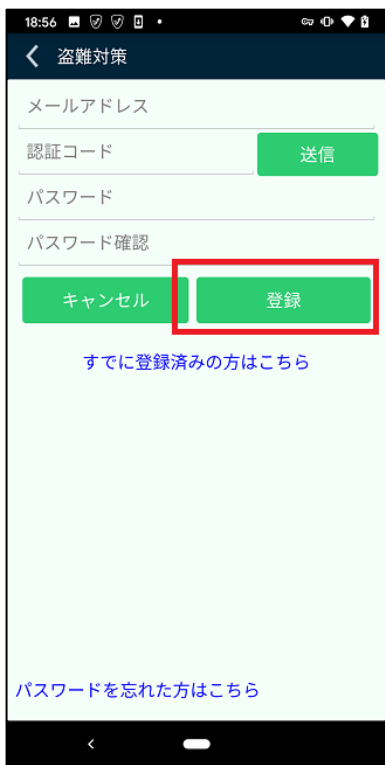 18:56
盗難対策
メールアドレス
認証コード
送信
パスワード
パスワード確認
キャンセル
登録
すでに登録済みの方はこちら
パスワードを忘れた方はこちら